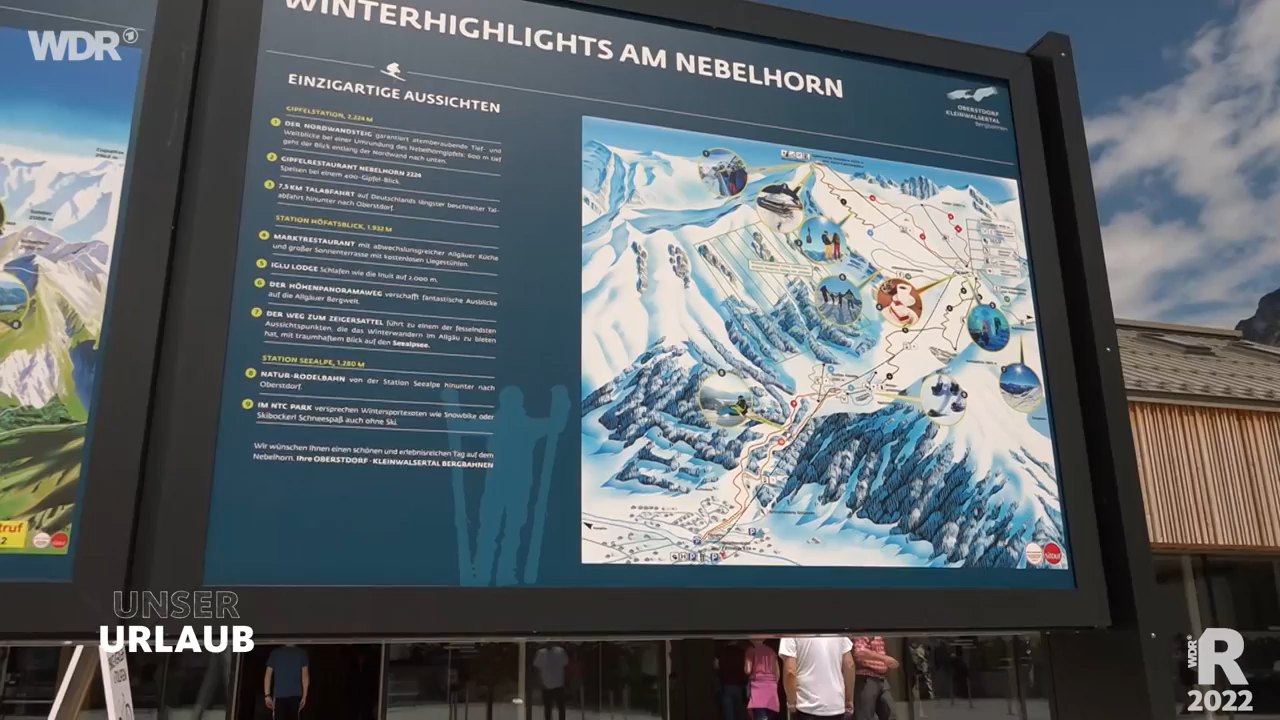 WDR
WINTERHIGHLIGHTS AM NEBELHORN
EINZIGARTIGE AUSSICHTEN
OBERSTDORF
KLEINWALSERTAL
Bergbahnen
GIPFELSTATION, 2.224 M
1 DER NORDWANDSTEIG garantiert atemberaubende Tief- und
Weitblicke bei einer Umrundung des Nebelhorngipfels. 600 m tief
geht der Blick entlang der Nordwand nach unten.
2 GIPFELRESTAURANT NEBELHORN 2224
Speisen bei einem 400-Gipfel-Blick.
3 7,5 KM TALABFAHRT auf Deutschlands längster beschneiter Tal-
abfahrt hinunter nach Oberstdorf.
STATION HÖFATSBLICK, 1.932 M
4 MARKTRESTAURANT mit abwechslungsreicher Allgäuer Küche
und großer Sonnenterrasse mit kostenlosen Liegestühlen.
5 IGLU LODGE Schlafen wie die Inuit auf 2.000 m.
6 DER HÖHENPANORAMAWEG verschafft fantastische Ausblicke
auf die Allgäuer Bergwelt.
7 DER WEG ZUM ZEIGERSATTEL führt zu einem der fesselndsten
Aussichtspunkten, die das Winterwandern im Allgäu zu bieten
hat, mit traumhaftem Blick auf den Seealpsee.
STATION SEEALPE, 1.280 M
8 NATUR-RODELBAHN von der Station Seealpe hinunter nach
Oberstdorf.
9 IM NTC PARK versprechen Wintersportexoten wie Snowbike oder
Skibockerl Schneespaß auch ohne Ski.
Wir wünschen Ihnen einen schönen und erlebnisreichen Tag auf dem
Nebelhorn. Ihre OBERSTDORF · KLEINWALSERTAL BERGBAHNEN
truf
2
UNSER
URLAUB
WDR R
2022